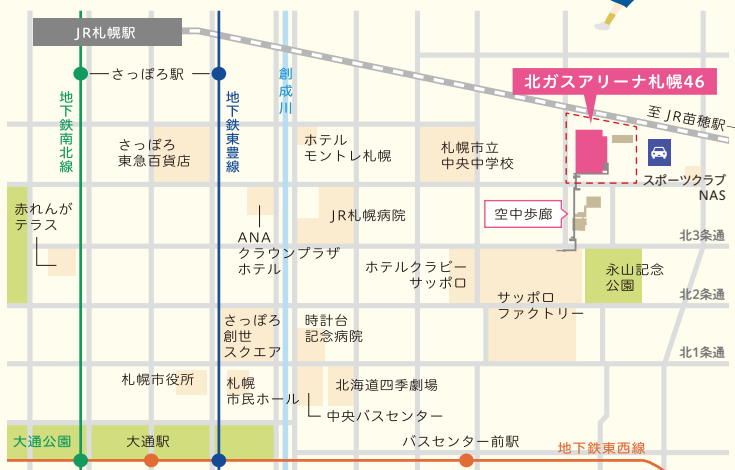 JR札幌駅
さっぽろ駅
創成川
地下鉄南北線
地下鉄東豊線
北ガスアリーナ札幌46
至 JR苗穂駅
さっぽろ
東急百貨店
ホテル
モントレ札幌
札幌市立
中央中学校
スポーツクラブ
NAS
赤れんが
テラス
JR札幌病院
空中歩廊
ANA
クラウンプラザ
ホテル
北3条通
ホテルクラビー
サッポロ
永山記念
公園
サッポロ
ファクトリー
北2条通
さっぽろ
創世
スクエア
時計台
記念病院
北1条通
札幌市役所
札幌
市民ホール
北海道四季劇場
中央バスセンター
大通公園
大通駅
バスセンター前駅
地下鉄東西線